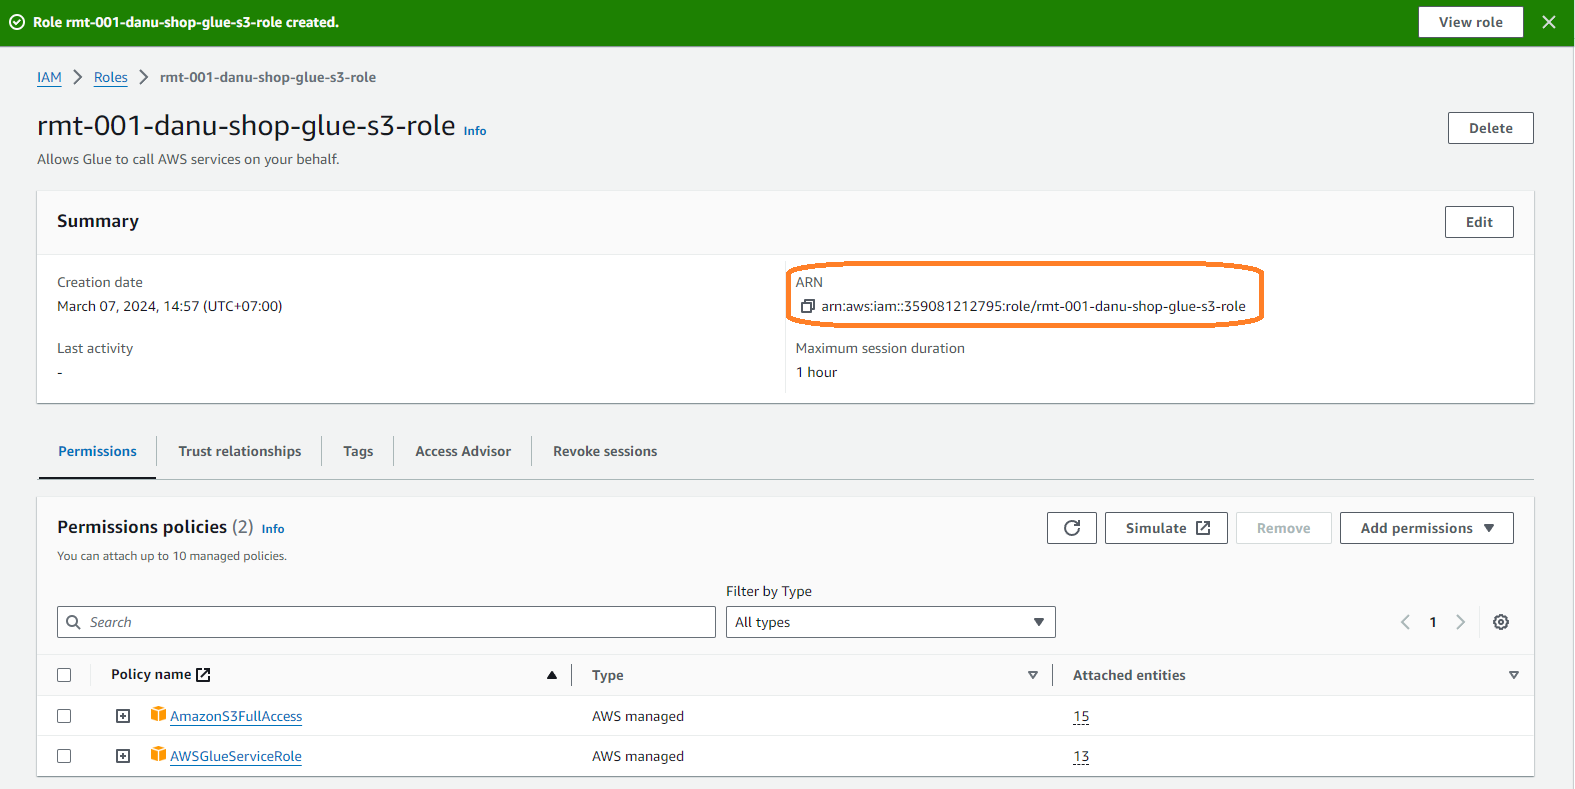 Role rmt-001-danu-shop-glue-s3-role created.
View role
IAM > Roles > rmt-001-danu-shop-glue-s3-role
rmt-001-danu-shop-glue-s3-role Info
Delete
Allows Glue to call AWS services on your behalf.
Summary
Edit
Creation date
March 07, 2024, 14:57 (UTC+07:00)
ARN
arn:aws:iam::359081212795:role/rmt-001-danu-shop-glue-s3-role
Last activity
-
Maximum session duration
1 hour
Permissions Trust relationships Tags Access Advisor Revoke sessions
Permissions policies (2) Info
Simulate Remove Add permissions
You can attach up to 10 managed policies.
Filter by Type
Search All types 1
Policy name Type Attached entities
AmazonS3FullAccess AWS managed 15
AWSGlueServiceRole AWS managed 13